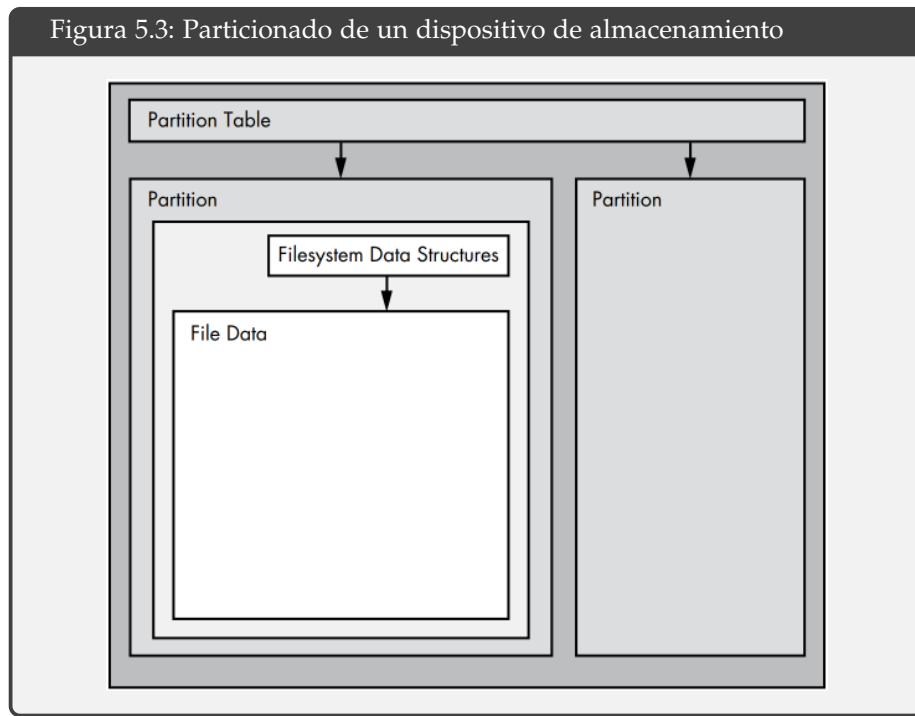 Figura 5.3: Particionado de un dispositivo de almacenamiento
Partition Table
Partition
Partition
Filesystem Data Structures
File Data